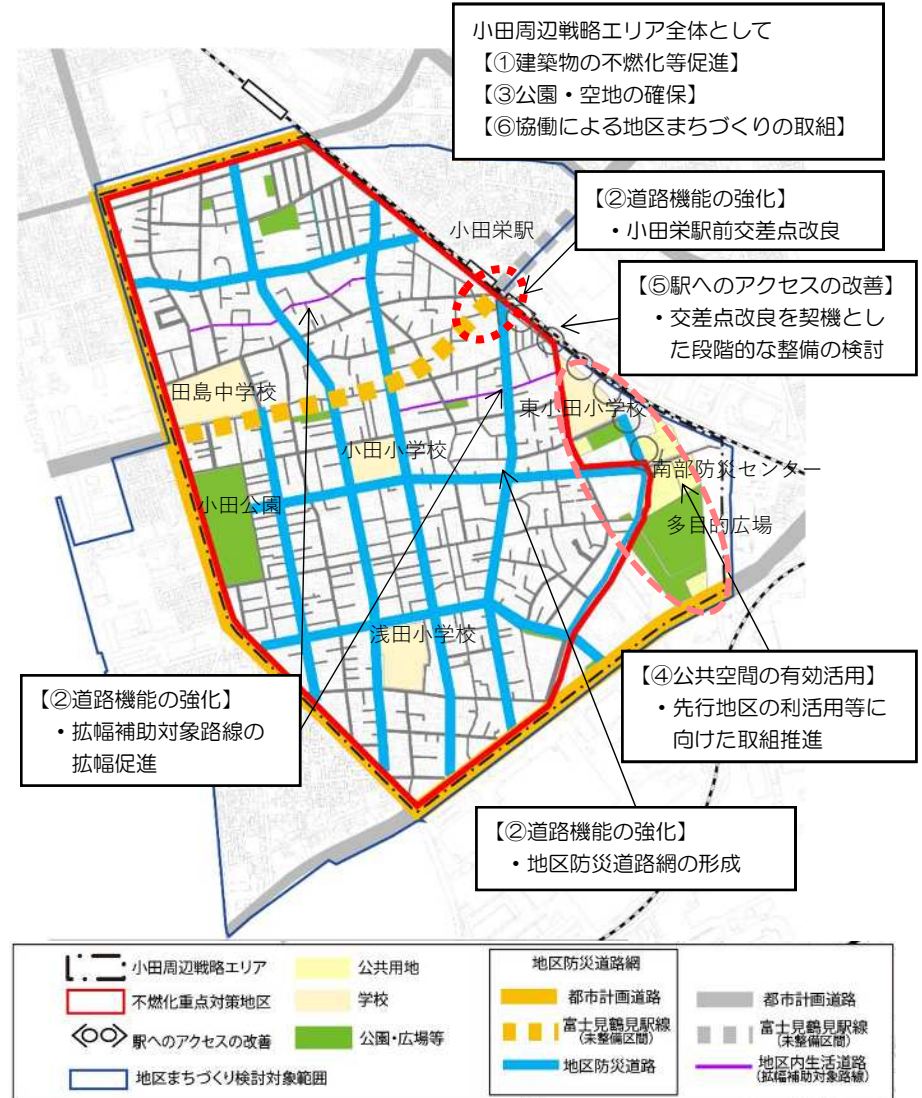 小田周辺戦略エリア全体として
【①建築物の不燃化等促進】
【③公園・空地の確保】
【⑥協働による地区まちづくりの取組】
【②道路機能の強化】
・小田栄駅前交差点改良
小田栄駅
【⑤駅へのアクセスの改善】
・交差点改良を契機とし
た段階的な整備の検討
田島中学校
東小田小学校
小田小学校
南部防災センター
小田公園
多目的広場
浅田小学校
【④公共空間の有効活用】
・先行地区の利活用等に
向けた取組推進
【②道路機能の強化】
・拡幅補助対象路線の
拡幅促進
【②道路機能の強化】
・地区防災道路網の形成
小田周辺戦略エリア
不燃化重点対策地区
駅へのアクセスの改善
地区まちづくり検討対象範囲
公共用地
学校
公園・広場等
地区防災道路網
都市計画道路
富士見鶴見駅線
(未整備区間)
地区防災道路
都市計画道路
富士見鶴見駅線
(未整備区間)
地区内生活道路
(拡幅補助対象路線)